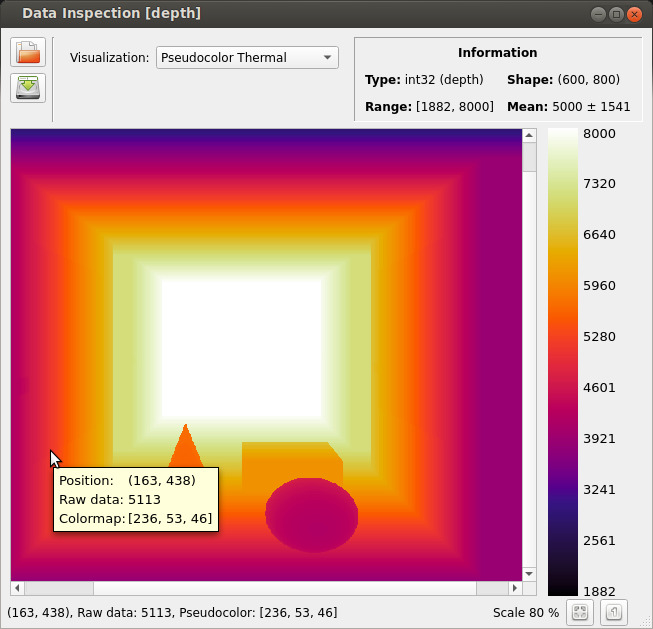 Data Inspection [depth]
Visualization: Pseudocolor Thermal
Information
Type: int32 (depth) Shape: (600, 800)
Range: [1882, 8000] Mean: 5000 ± 1541
8000
7320
6640
5960
5280
4601
3921
3241
2561
1882
Position: (163, 438)
Raw data: 5113
Colormap: [236, 53, 46]
(163, 438), Raw data: 5113, Pseudocolor: [236, 53, 46] Scale 80 %